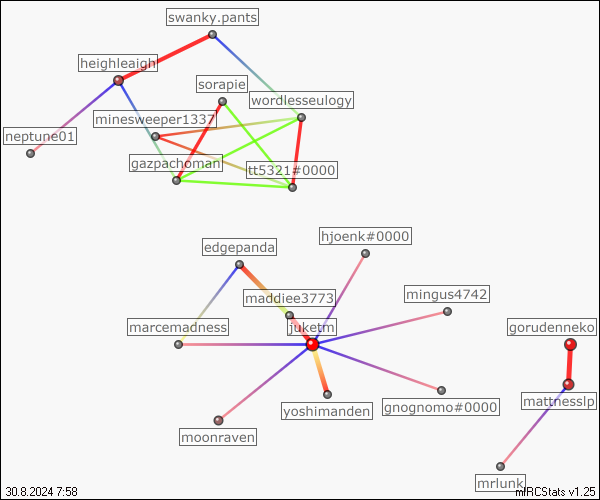 swanky.pants
heighleaigh
sorapie
wordlesseulogy
minesweeper1337
neptune01
gazpachoman
tt5321#0000
hjoenk#0000
edgepanda
maddiee3773
mingus4742
marcemadness
juketm
gorudenneko
yoshimanden
gnognomo#0000
mattnesslp
moonraven
mrlunk
30.8.2024 7:58
mIRCStats v1.25